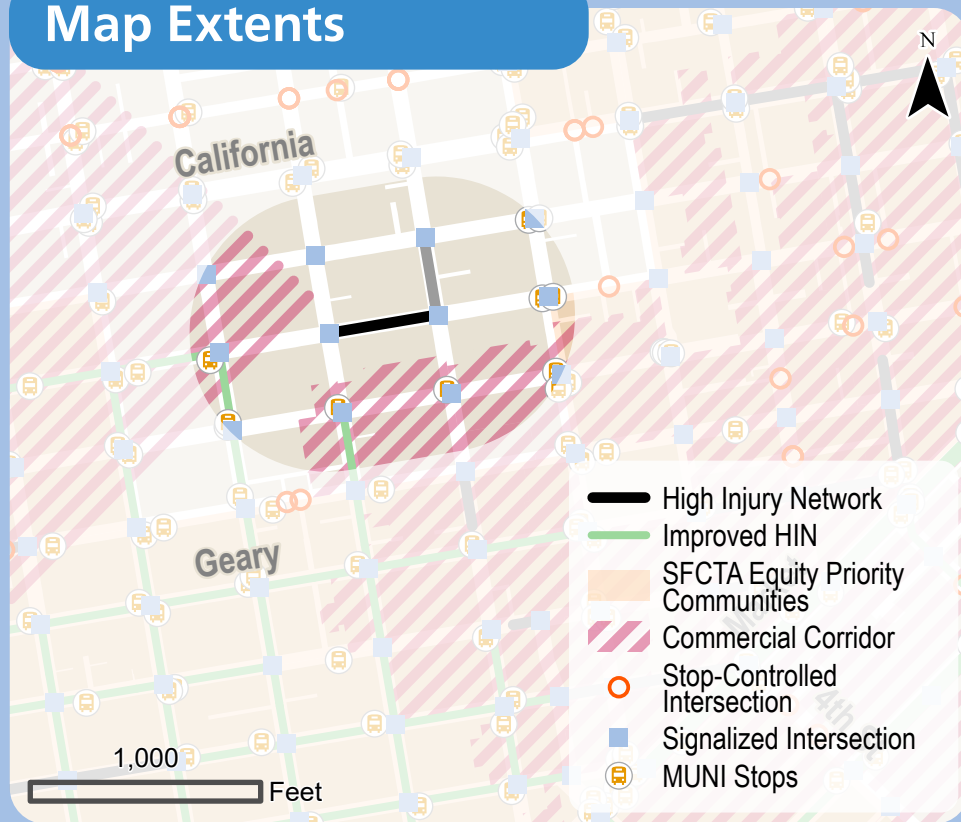 Map Extents
N
California
Geary
High Injury Network
Improved HIN
SFCTA Equity Priority
Communities
Commercial Corridor
Stop-Controlled
Intersection
Signalized Intersection
MUNI Stops
4th
1,000
Feet